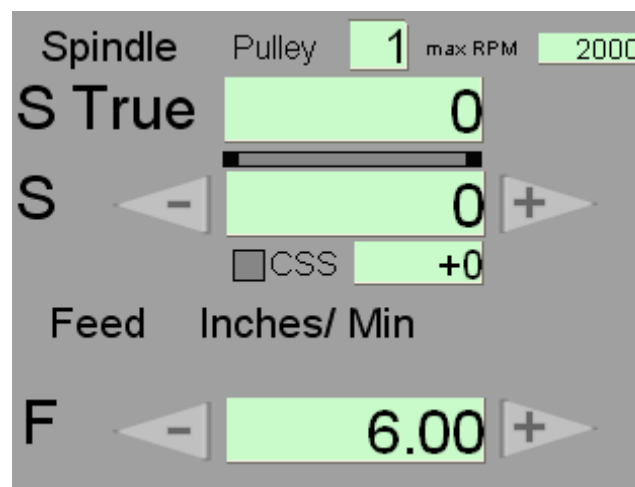 Spindle Pulley 1 max RPM 2000
S True 0
S - 0 +
CSS +0
Feed Inches/ Min
F - 6.00 +